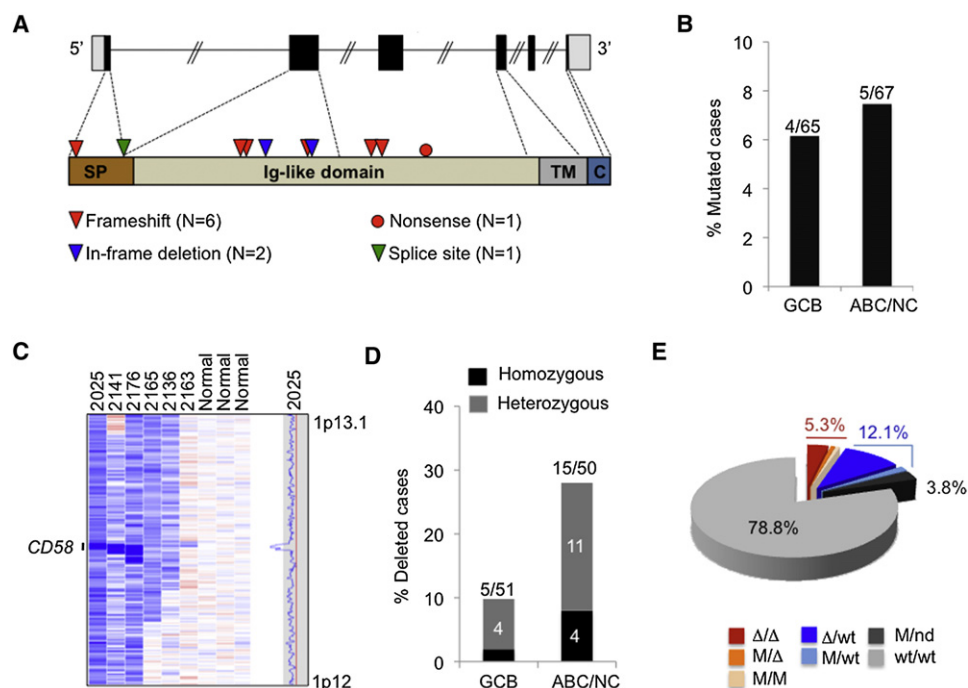 A
5'
3'
SP
Ig-like domain
TM
C
Frameshift (N=6)
Nonsense (N=1)
In-frame deletion (N=2)
Splice site (N=1)
B
% Mutated cases
10
8
6
4
2
0
4/65
5/67
GCB
ABC/NC
C
2025
2141
2176
2165
2136
2163
Normal
Normal
Normal
2025
1p13.1
CD58
1p12
D
Homozygous
Heterozygous
% Deleted cases
40
30
20
10
0
5/51
4
15/50
11
4
GCB
ABC/NC
E
5.3%
12.1%
3.8%
78.8%
Δ/Δ
Δ/wt
M/nd
M/Δ
M/wt
wt/wt
M/M